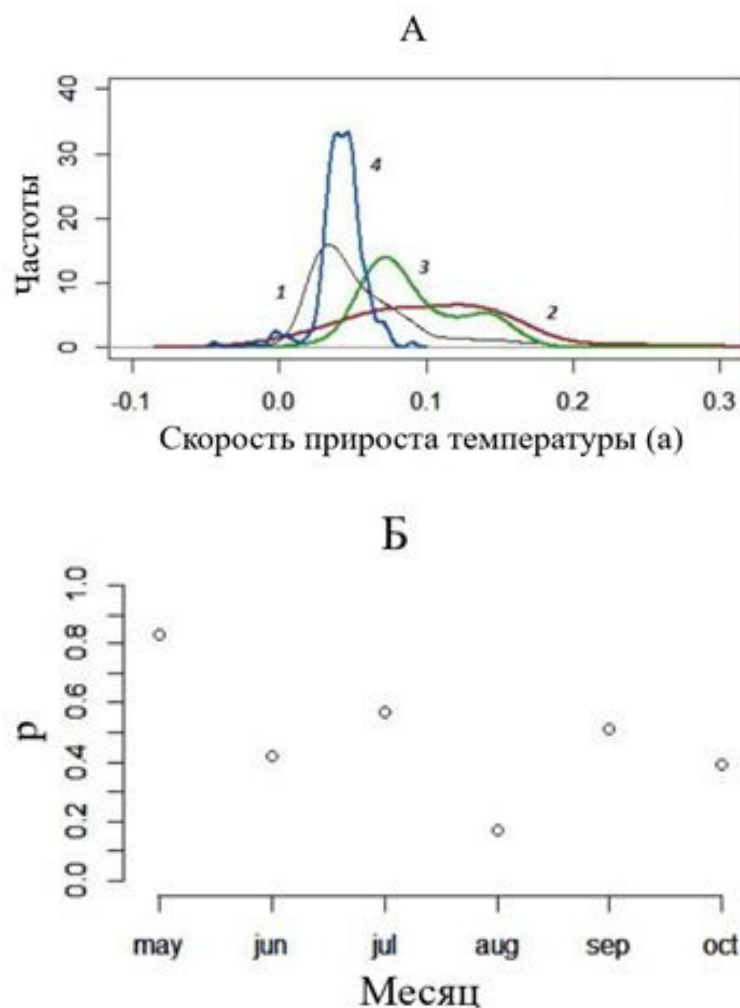 А
40
30
20
10
0
Частоты
1
4
3
2
-0.1 0.0 0.1 0.2 0.3
Скорость прироста температуры (а)
Б
1.0
0.8
0.6
0.4
0.2
0.0
р
may jun jul aug sep oct
Месяц